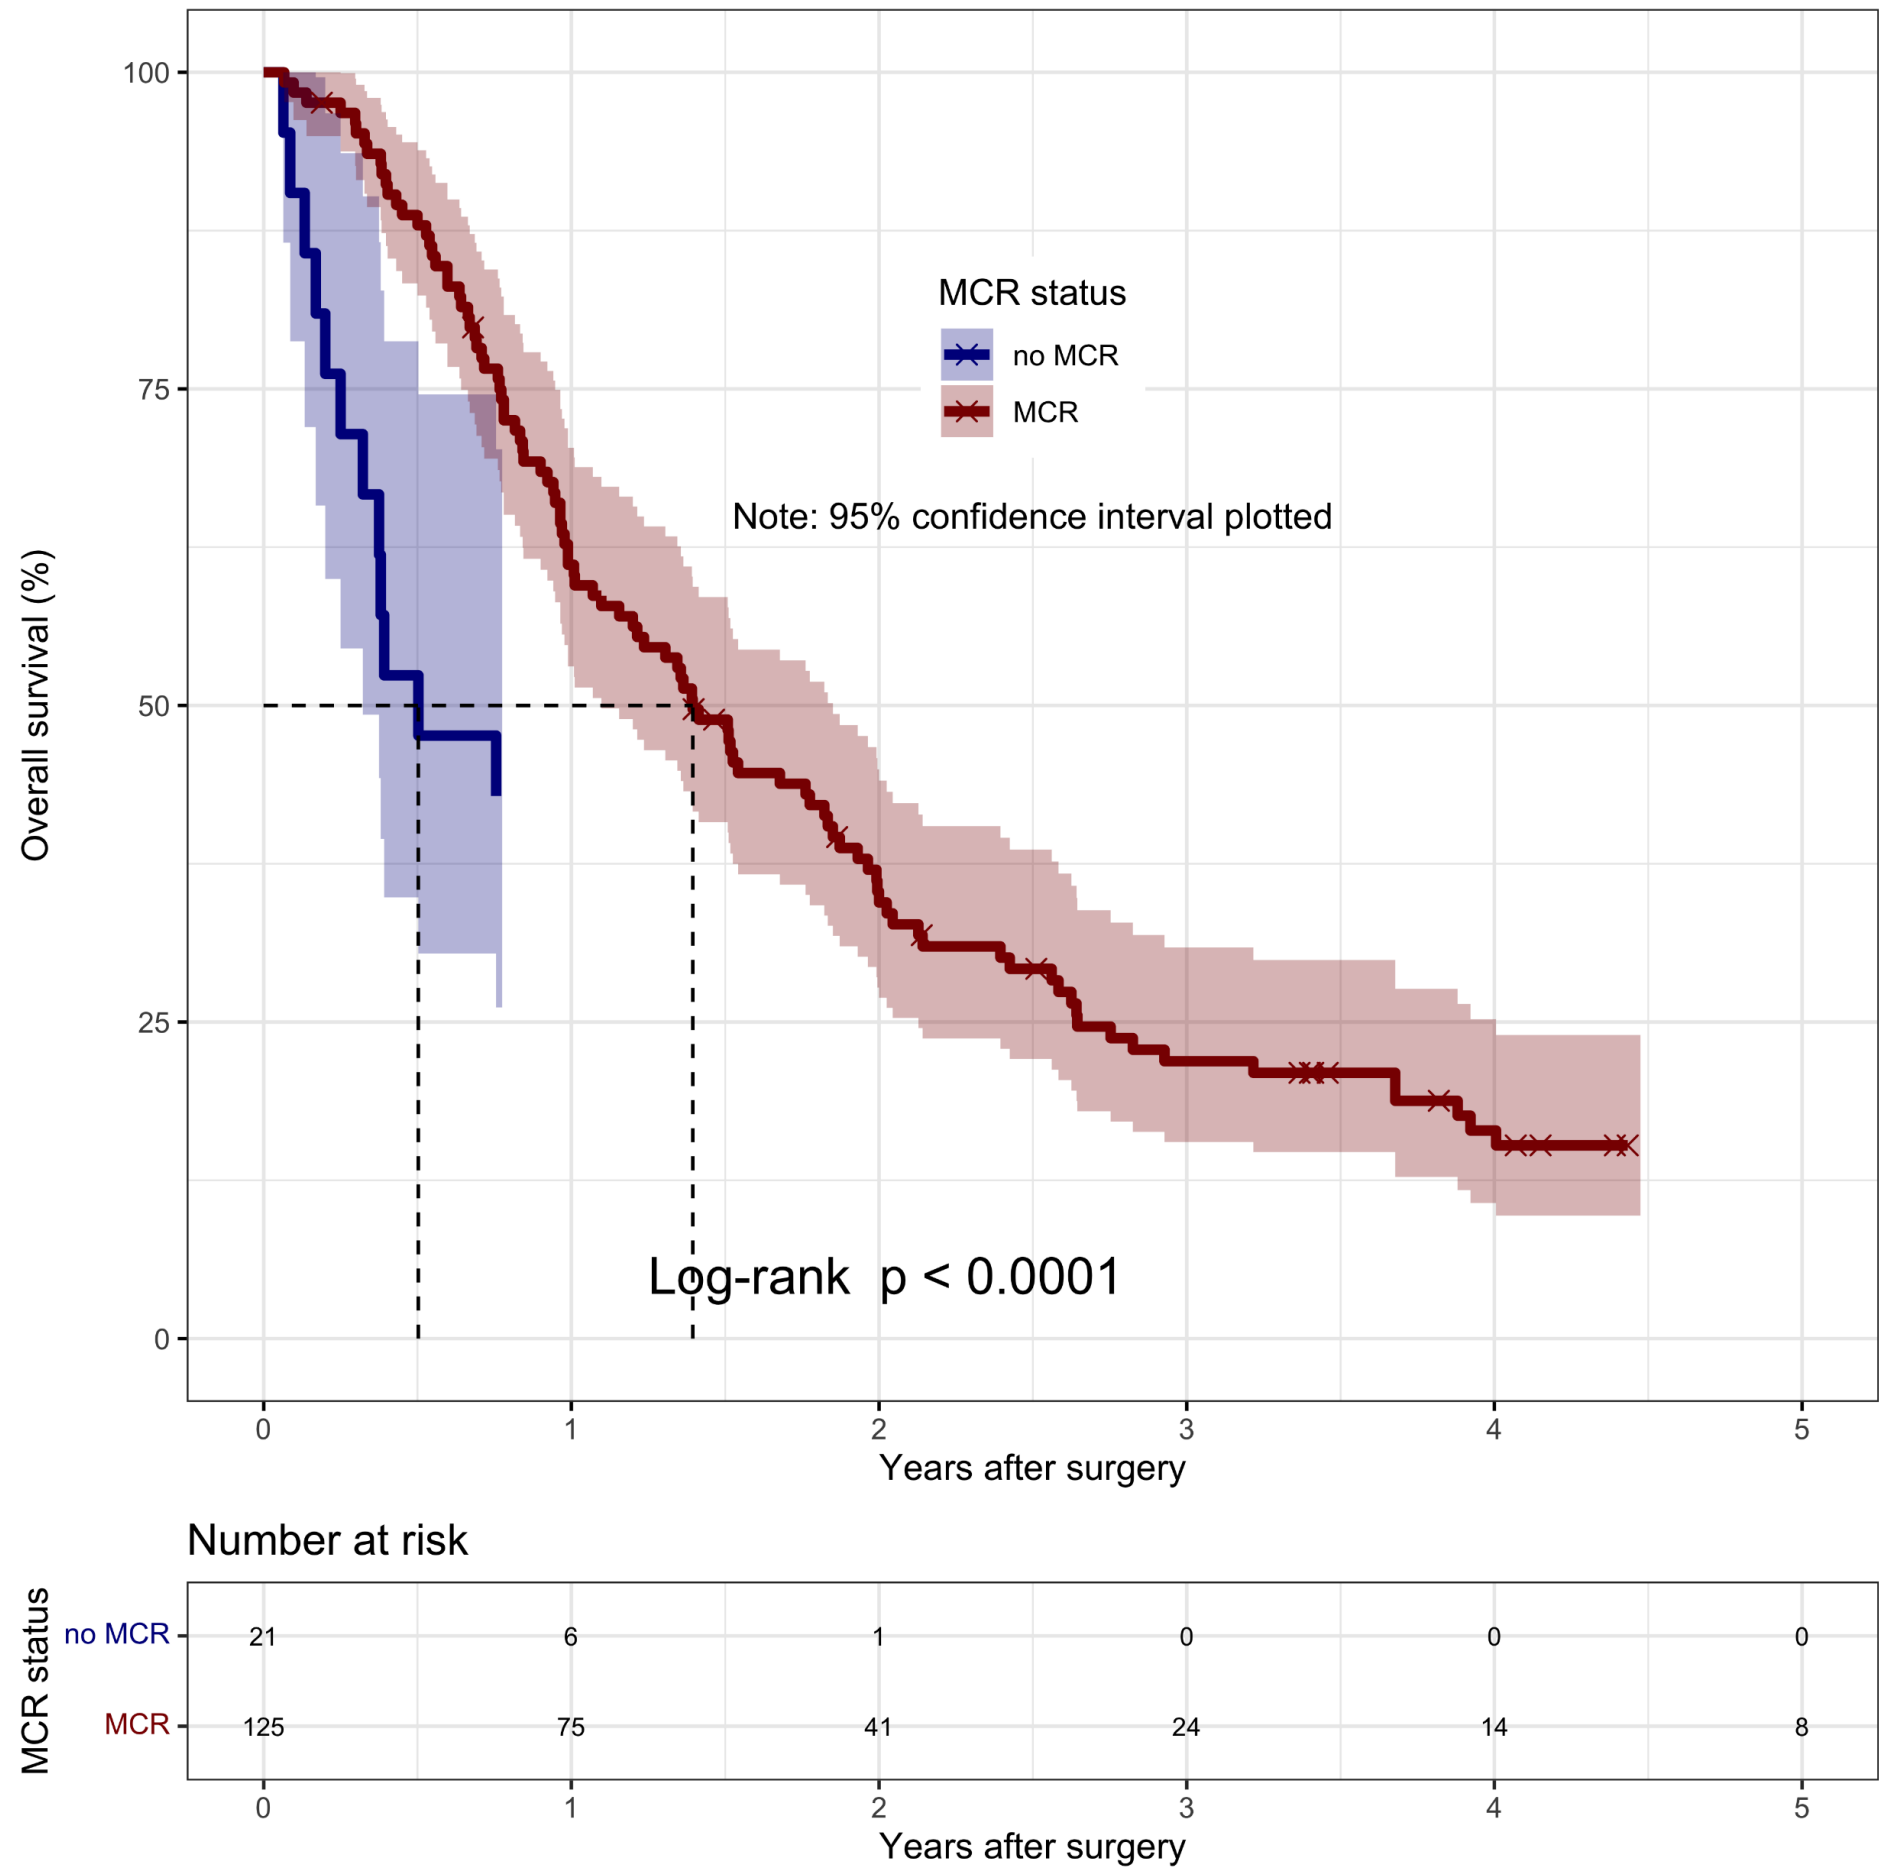 100
75
50
25
0
Overall survival (%)
MCR status
no MCR
MCR
Note: 95% confidence interval plotted
Log-rank  p < 0.0001
0 1 2 3 4 5
Years after surgery
Number at risk
MCR status
no MCR 21 6 1 0 0 0
MCR 125 75 41 24 14 8
0 1 2 3 4 5
Years after surgery